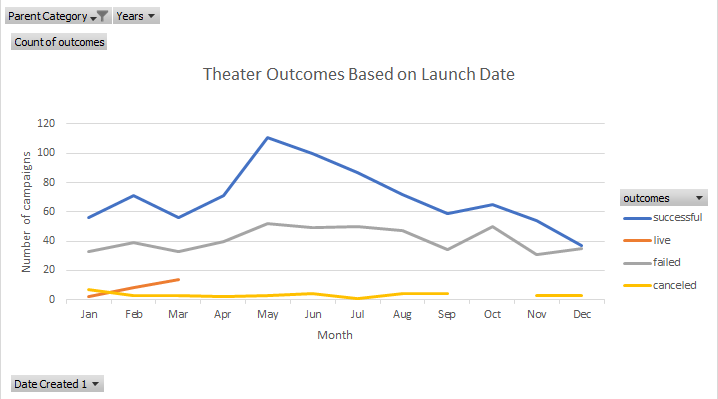 Parent Category Years
Count of outcomes
Theater Outcomes Based on Launch Date
120
100
80
60
40
20
0
Number of campaigns
Jan Feb Mar Apr May Jun Jul Aug Sep Oct Nov Dec
Month
outcomes
successful
live
failed
canceled
Date Created 1